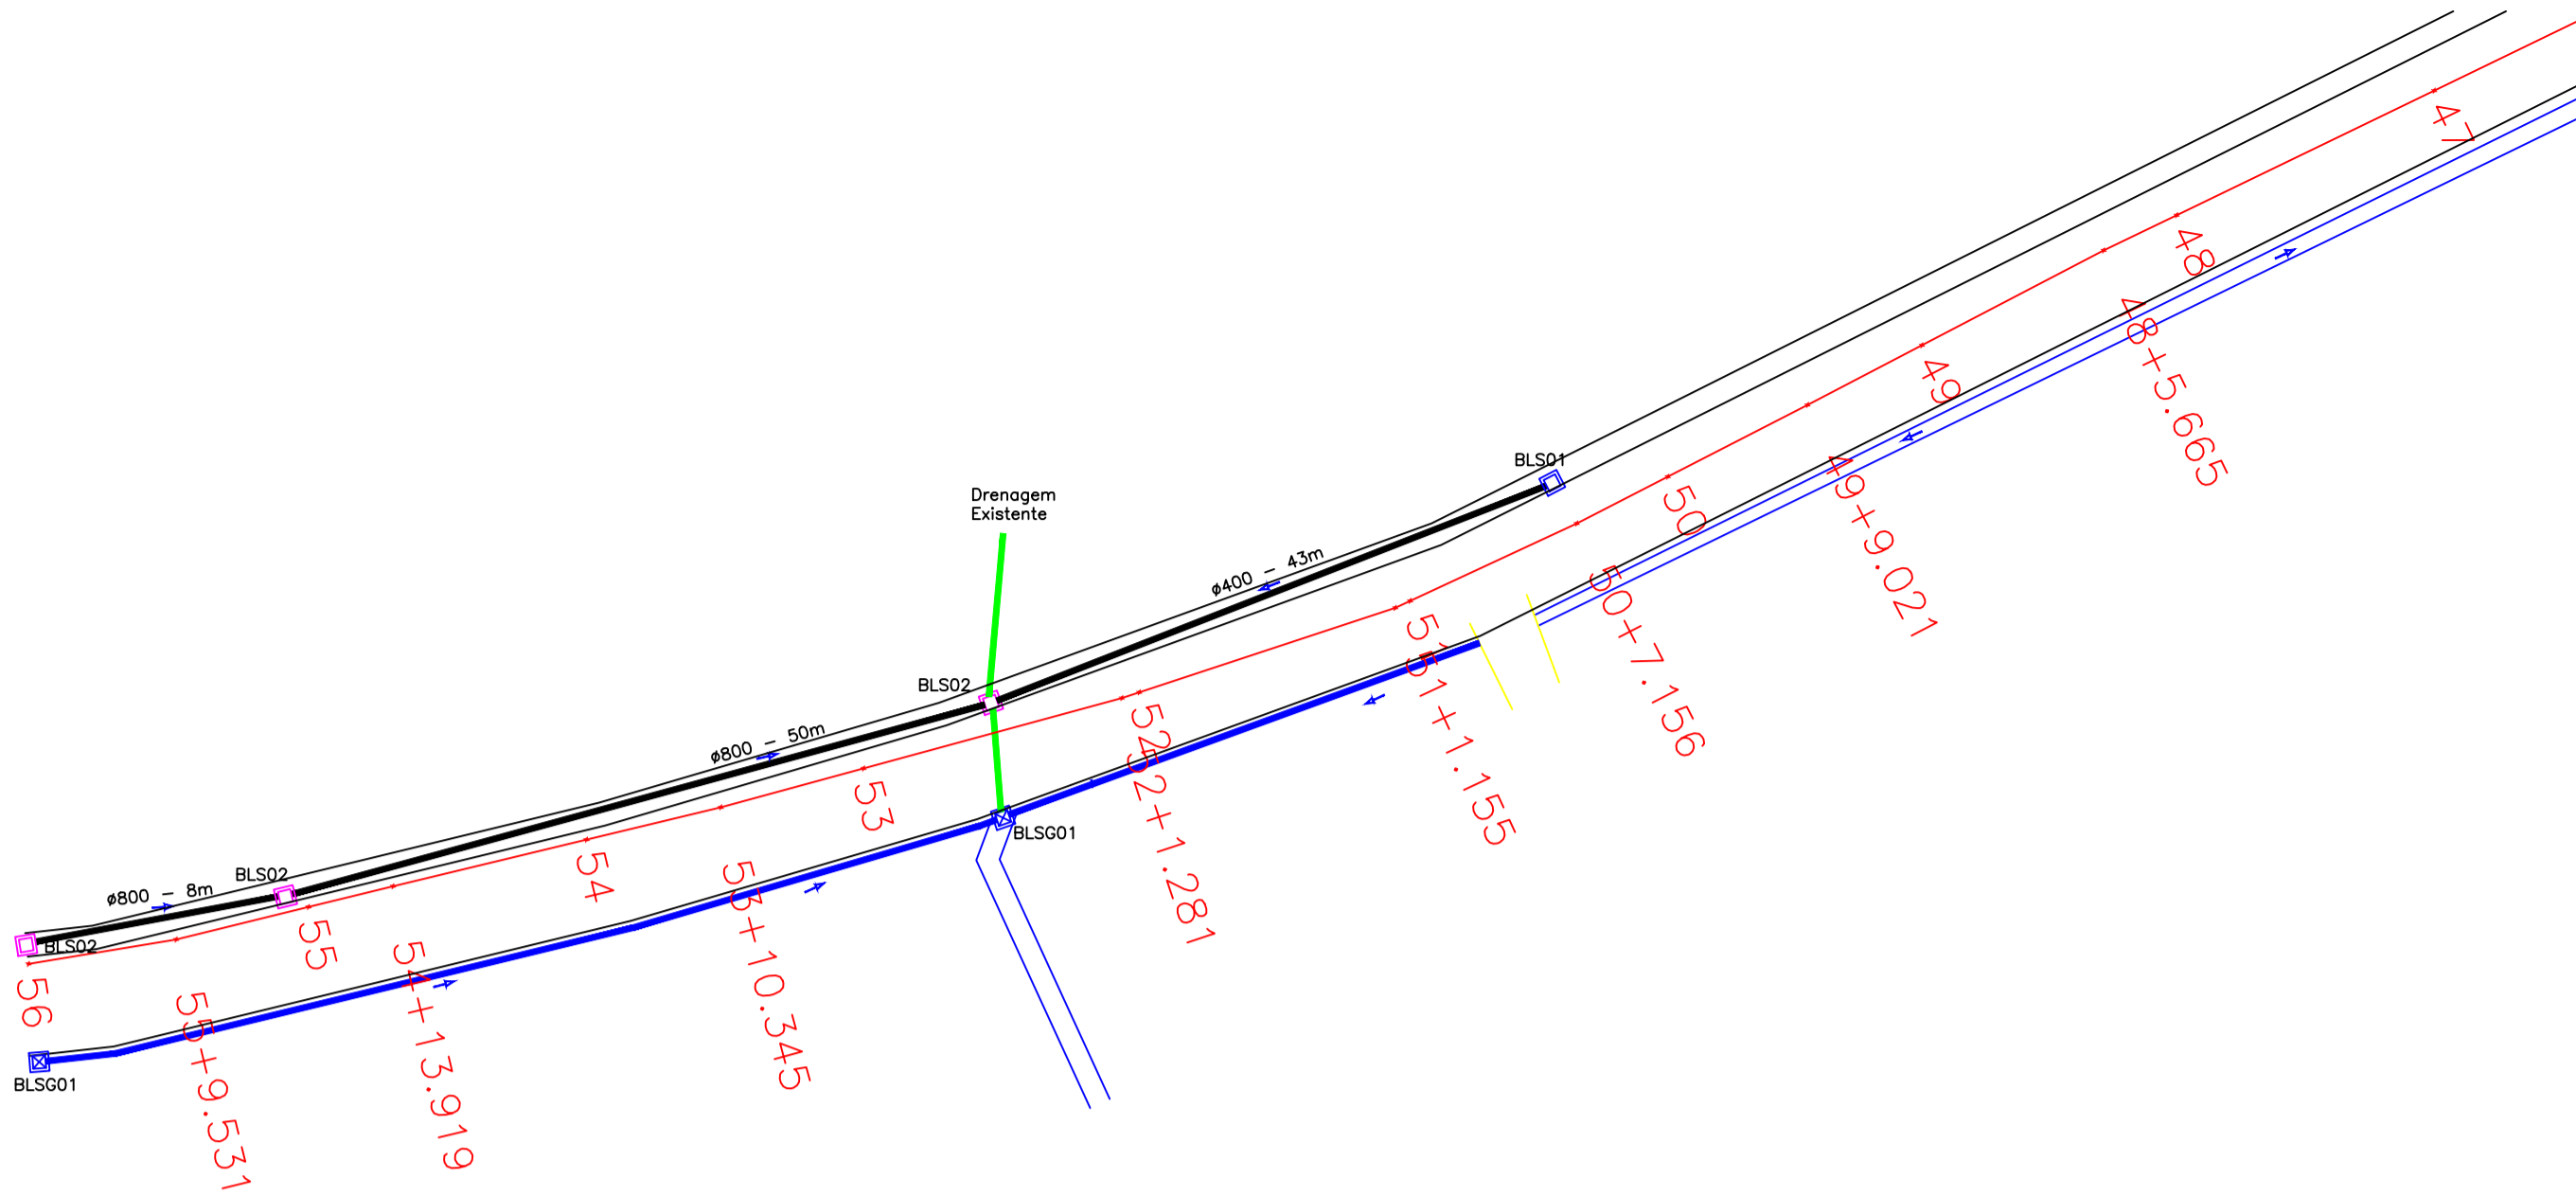 47
48
48+5.665
49
49+9.021
BLS01
50
50+7.156
Drenagem
Existente
ø400 - 43m
51
51+1.155
BLS02
52
52+1.281
ø800 - 50m
53
BLSG01
53+10.345
54
BLS02
54+13.919
ø800 - 8m
55
55+9.531
BLS02
56
BLSG01